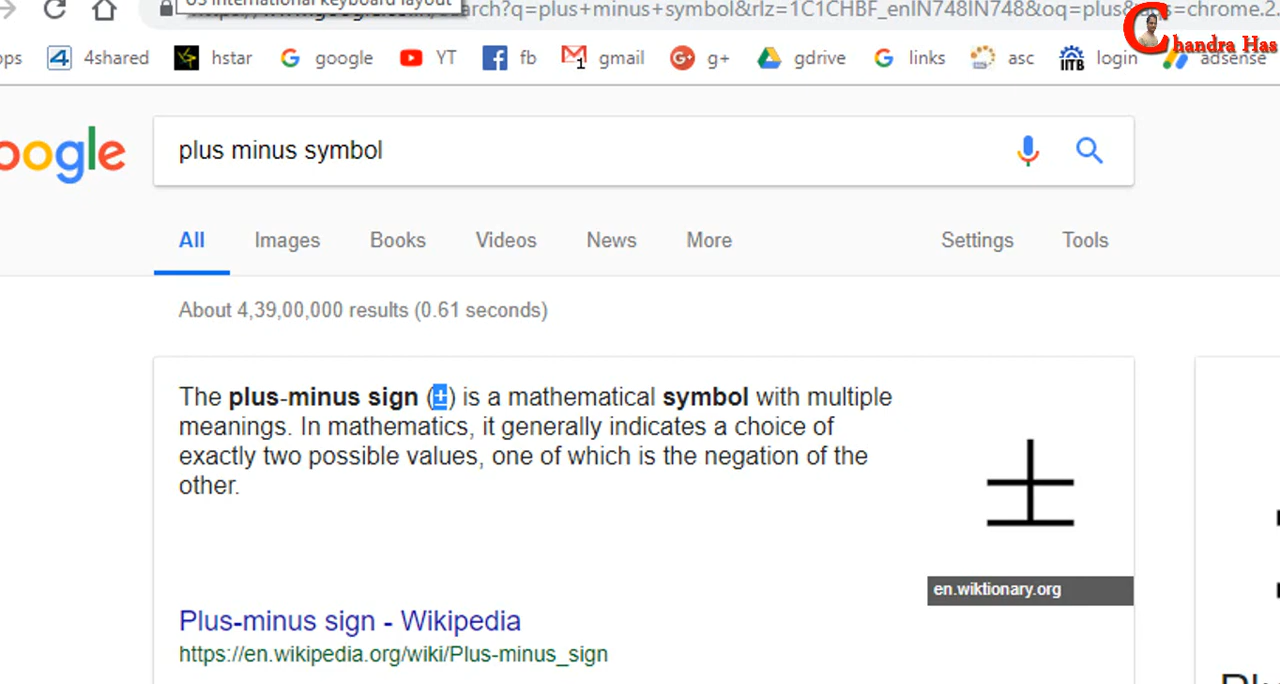 US international keyboard layout
search?q=plus+minus+symbol&rlz=1C1CHBF_enIN748IN748&oq=plus& s=chrome.2.
Chandra Has
ps 4shared hstar google YT fb 1 gmail g+ gdrive links asc IITB login adsense
oogle plus minus symbol
All Images Books Videos News More Settings Tools
About 4,39,00,000 results (0.61 seconds)
The plus-minus sign (±) is a mathematical symbol with multiple
meanings. In mathematics, it generally indicates a choice of
exactly two possible values, one of which is the negation of the
other.
±
en.wiktionary.org
Plus-minus sign - Wikipedia
https://en.wikipedia.org/wiki/Plus-minus_sign